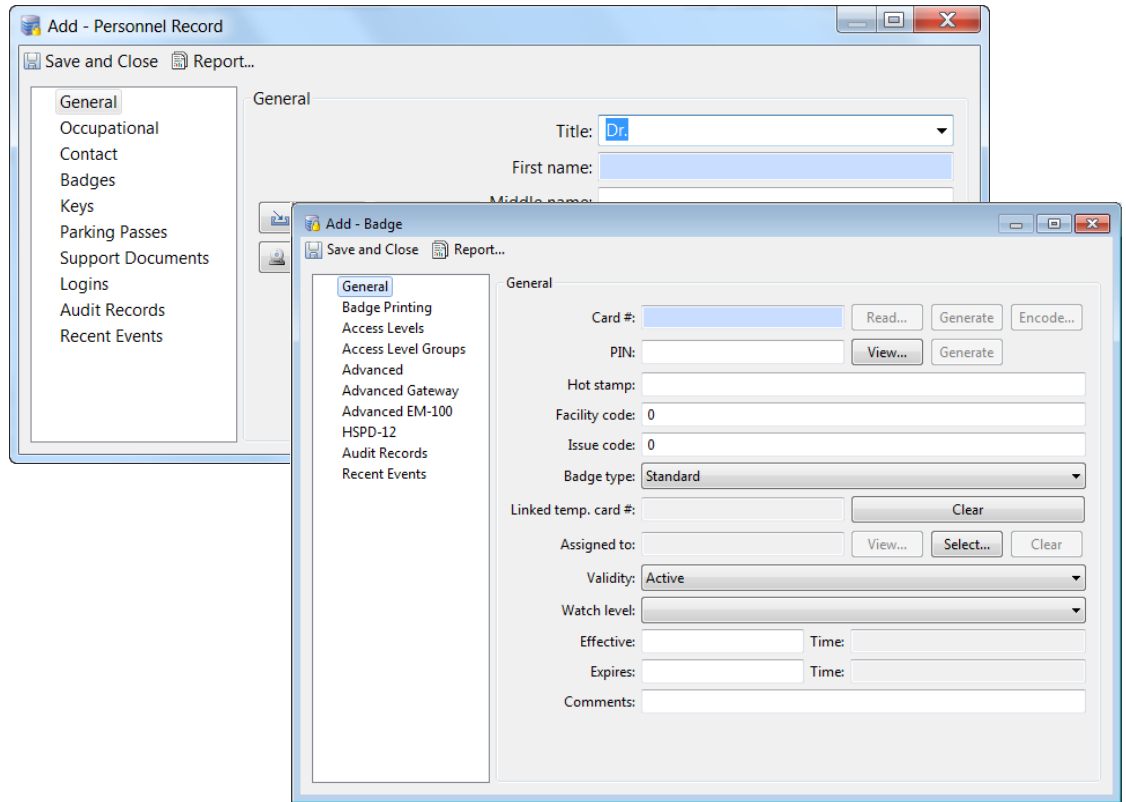 Add - Personnel Record
Save and Close Report...
General
Occupational
Contact
Badges
Keys
Parking Passes
Support Documents
Logins
Audit Records
Recent Events
General
Title: Dr.
First name:
Middle name:
Add - Badge
Save and Close Report...
General
Badge Printing
Access Levels
Access Level Groups
Advanced
Advanced Gateway
Advanced EM-100
HSPD-12
Audit Records
Recent Events
General
Card #: Read... Generate Encode...
PIN: View... Generate
Hot stamp:
Facility code: 0
Issue code: 0
Badge type: Standard
Linked temp. card #: Clear
Assigned to: View... Select... Clear
Validity: Active
Watch level:
Effective: Time:
Expires: Time:
Comments: